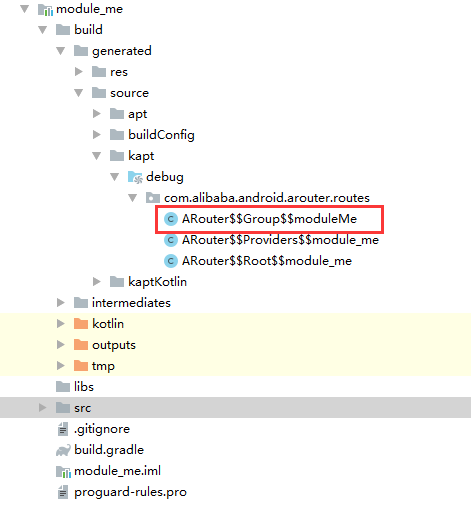 module_me
build
generated
res
source
apt
buildConfig
kapt
debug
com.alibaba.android.arouter.routes
ARouter$$Group$$moduleMe
ARouter$$Providers$$module_me
ARouter$$Root$$module_me
kaptKotlin
intermediates
kotlin
outputs
tmp
libs
src
.gitignore
build.gradle
module_me.iml
proguard-rules.pro